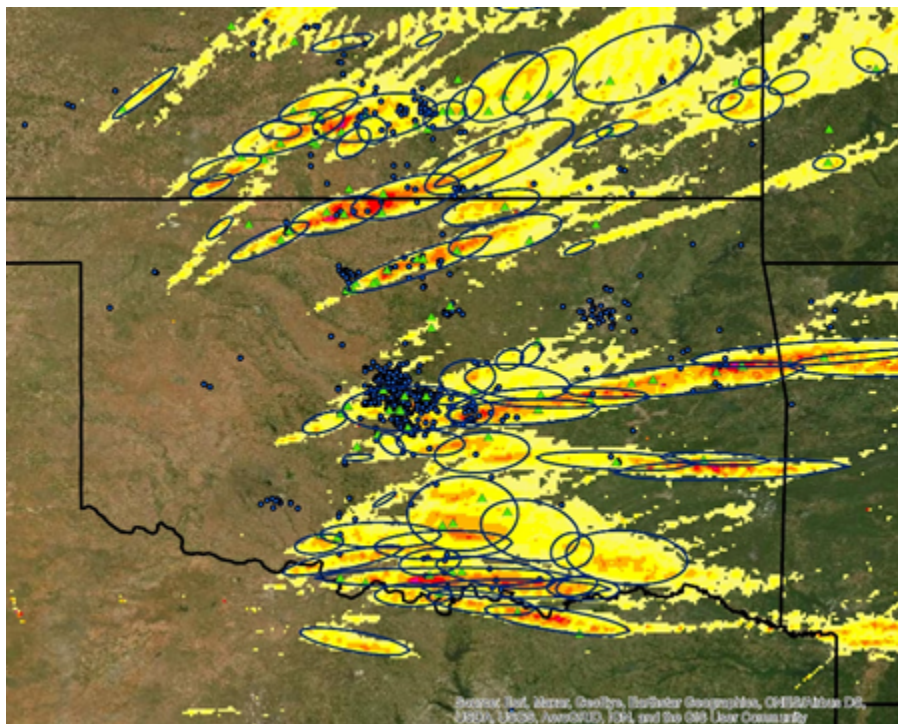 Source: Esri, Maxar, GeoEye, Earthstar Geographics, CNES/Airbus DS,
USDA, USGS, AeroGRID, IGN, and the GIS User Community